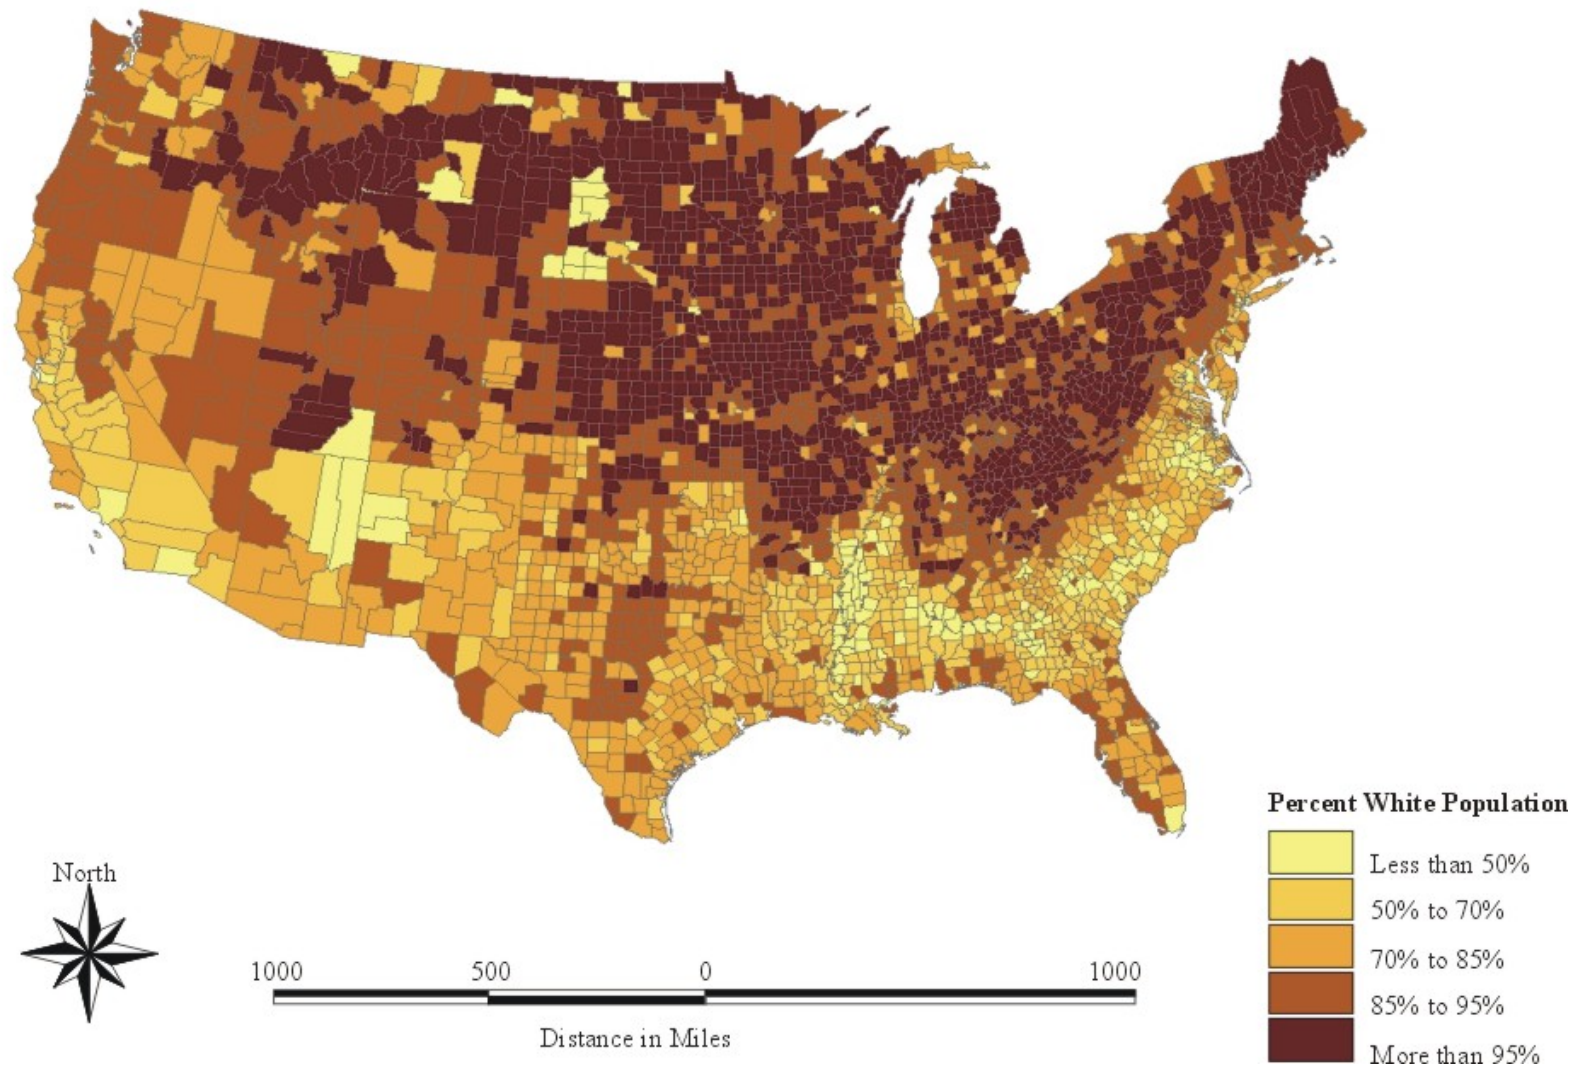 Percent White Population
Less than 50%
50% to 70%
70% to 85%
85% to 95%
More than 95%
North
1000 500 0 1000
Distance in Miles